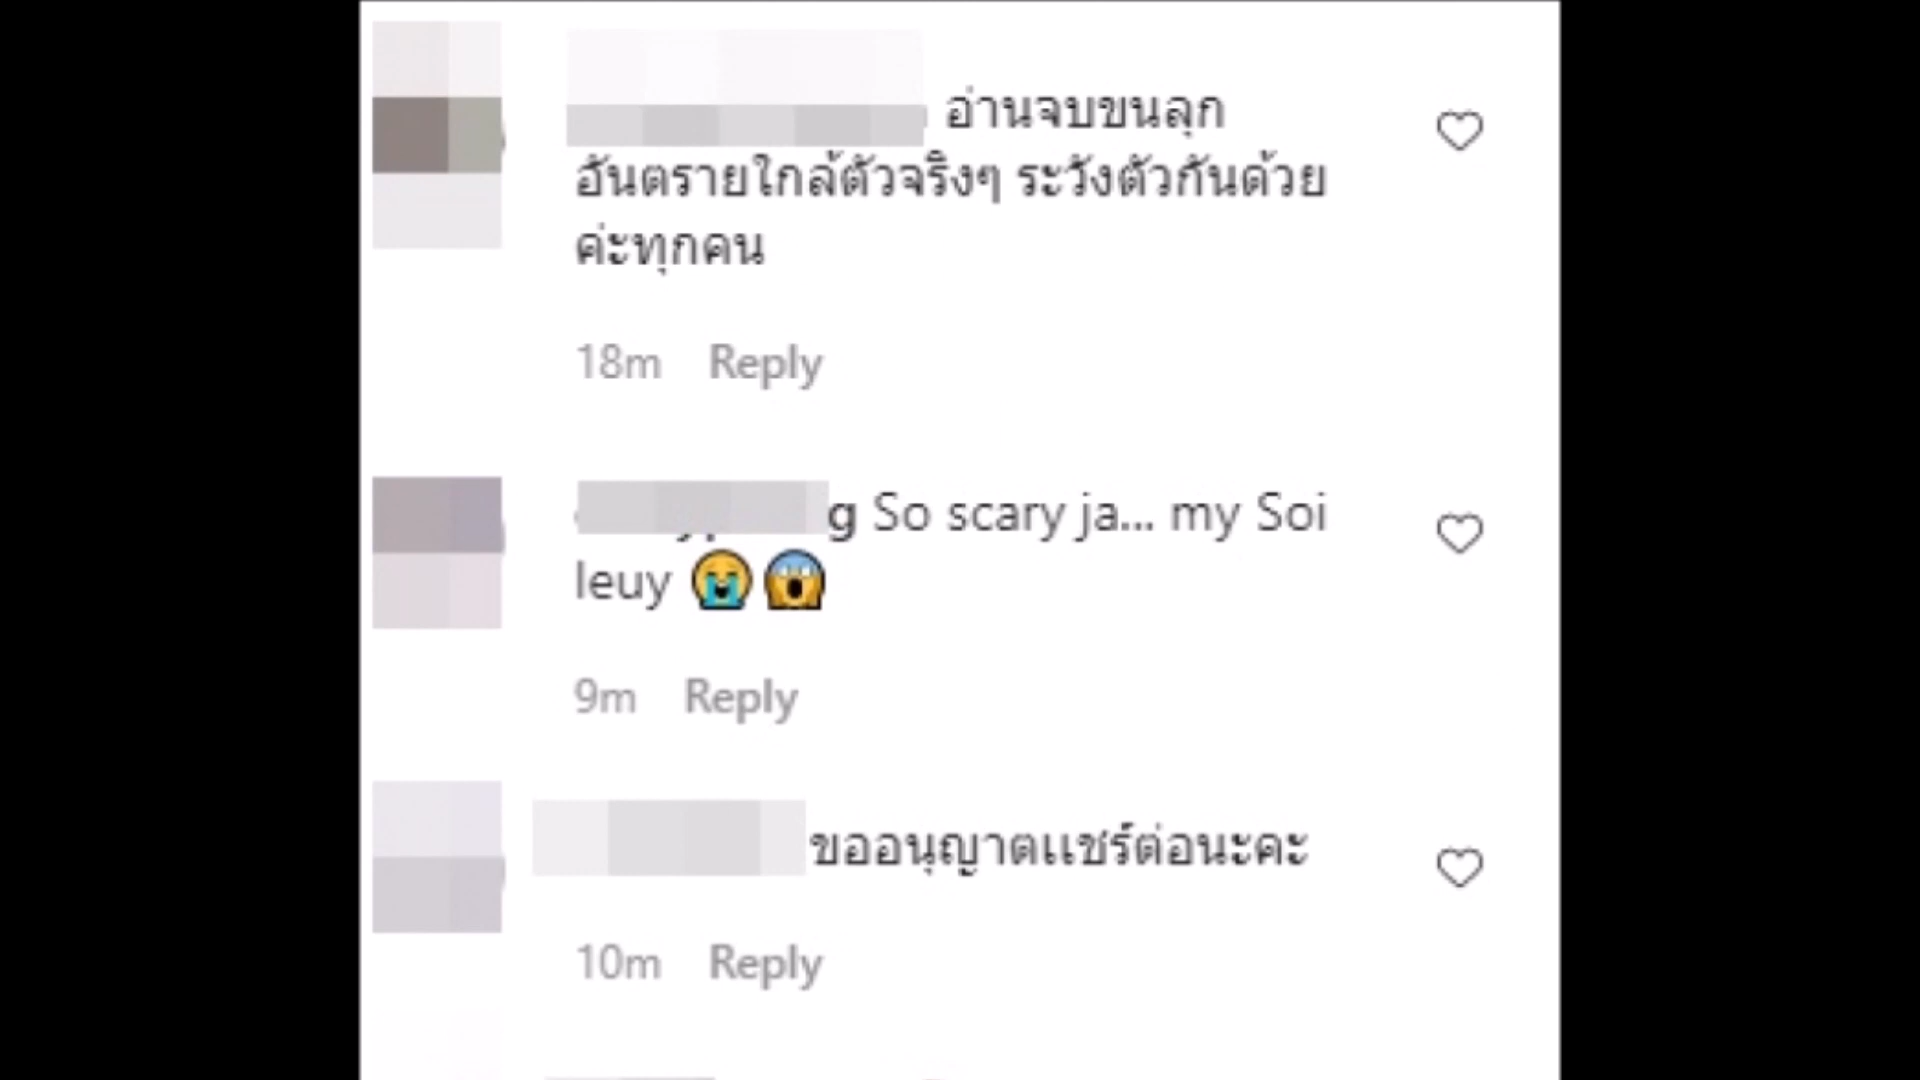 อ่านจบขนลุก
อันตรายใกล้ตัวจริงๆ ระวังตัวกันด้วย
ค่ะทุกคน
18m Reply
g So scary ja... my Soi
leuy 😭😱
9m Reply
ขออนุญาตแชร์ต่อนะคะ
10m Reply